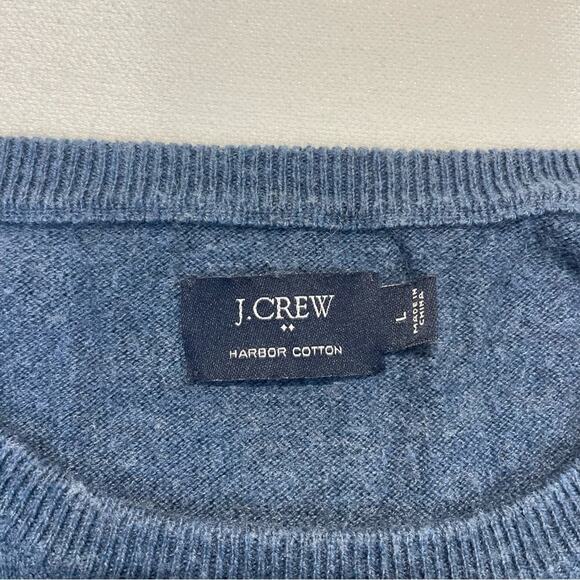 J.CREW
HARBOR COTTON
L
MADE IN
CHINA